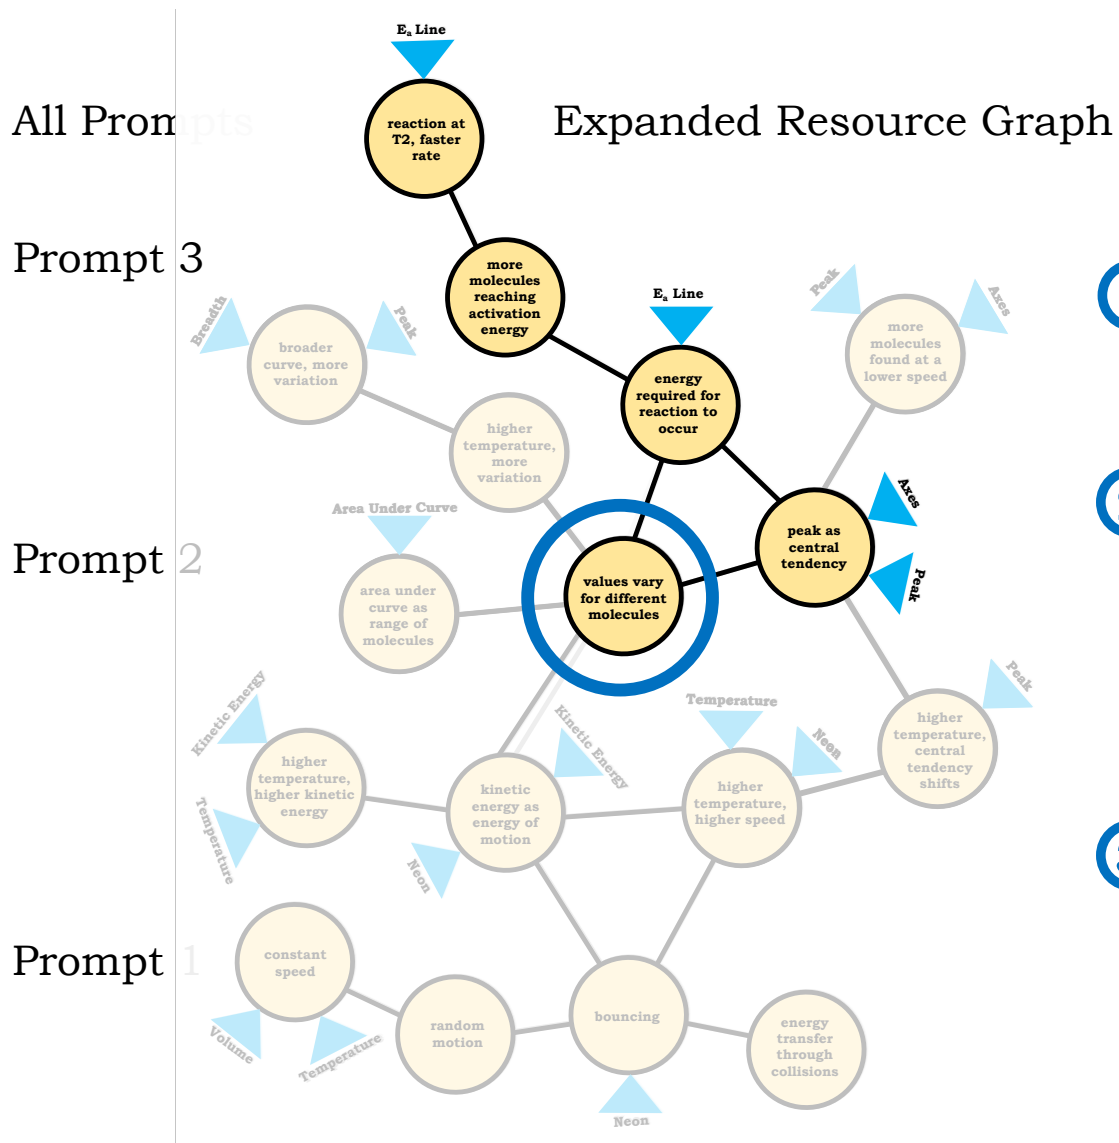 E_a Line
All Prompts
Expanded Resource Graph
reaction at
T2, faster
rate
Prompt 3
more
molecules
reaching
activation
energy
E_a Line
Peak
Axes
more
molecules
found at a
lower speed
Breadth
Peak
broader
curve, more
variation
energy
required for
reaction to
occur
higher
temperature,
more
variation
Axes
Area Under Curve
peak as
central
tendency
Prompt 2
Peak
area under
curve as
range of
molecules
values vary
for different
molecules
Kinetic Energy
Temperature
Kinetic Energy
Neon
Peak
higher
temperature,
central
tendency
shifts
higher
temperature,
higher kinetic
energy
kinetic
energy as
energy of
motion
higher
temperature,
higher speed
Temperature
Neon
Prompt 1
constant
speed
Volume
Temperature
random
motion
bouncing
energy
transfer
through
collisions
Neon